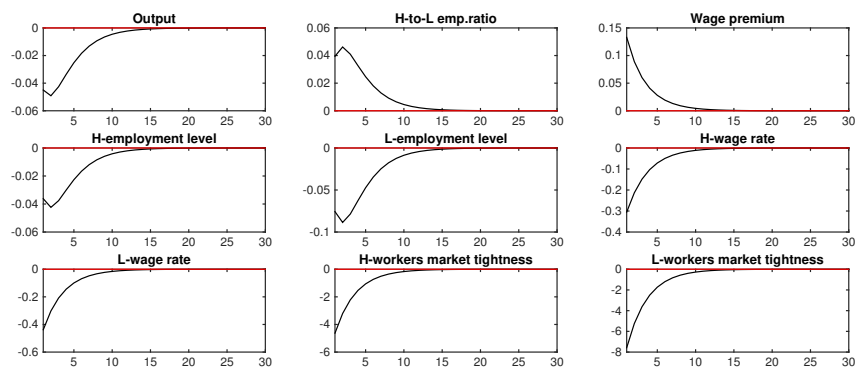 Output
0
-0.02
-0.04
-0.06
5 10 15 20 25 30
H-to-L emp.ratio
0.06
0.04
0.02
0
5 10 15 20 25 30
Wage premium
0.15
0.1
0.05
0
5 10 15 20 25 30
H-employment level
0
-0.02
-0.04
-0.06
5 10 15 20 25 30
L-employment level
0
-0.05
-0.1
5 10 15 20 25 30
H-wage rate
0
-0.1
-0.2
-0.3
-0.4
5 10 15 20 25 30
L-wage rate
0
-0.2
-0.4
-0.6
5 10 15 20 25 30
H-workers market tightness
0
-2
-4
-6
5 10 15 20 25 30
L-workers market tightness
0
-2
-4
-6
-8
5 10 15 20 25 30